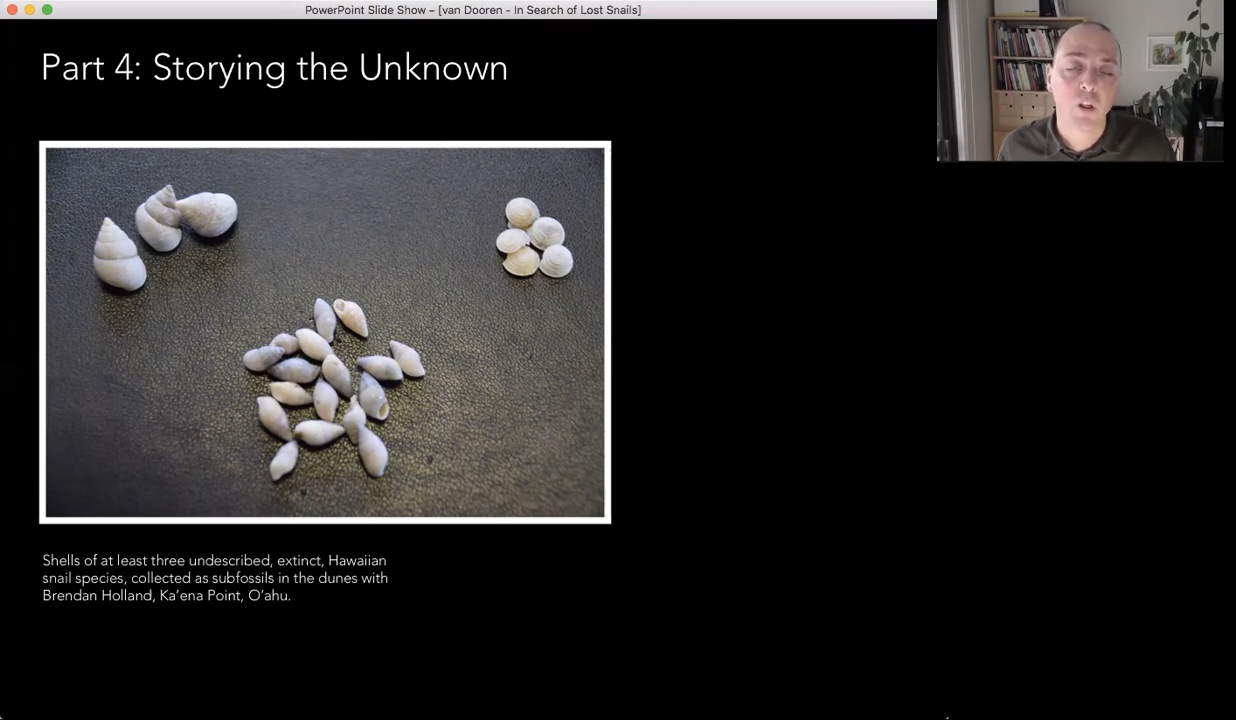 PowerPoint Slide Show – [van Dooren - In Search of Lost Snails]
Part 4: Storying the Unknown
Shells of at least three undescribed, extinct, Hawaiian
snail species, collected as subfossils in the dunes with
Brendan Holland, Ka’ena Point, O’ahu.